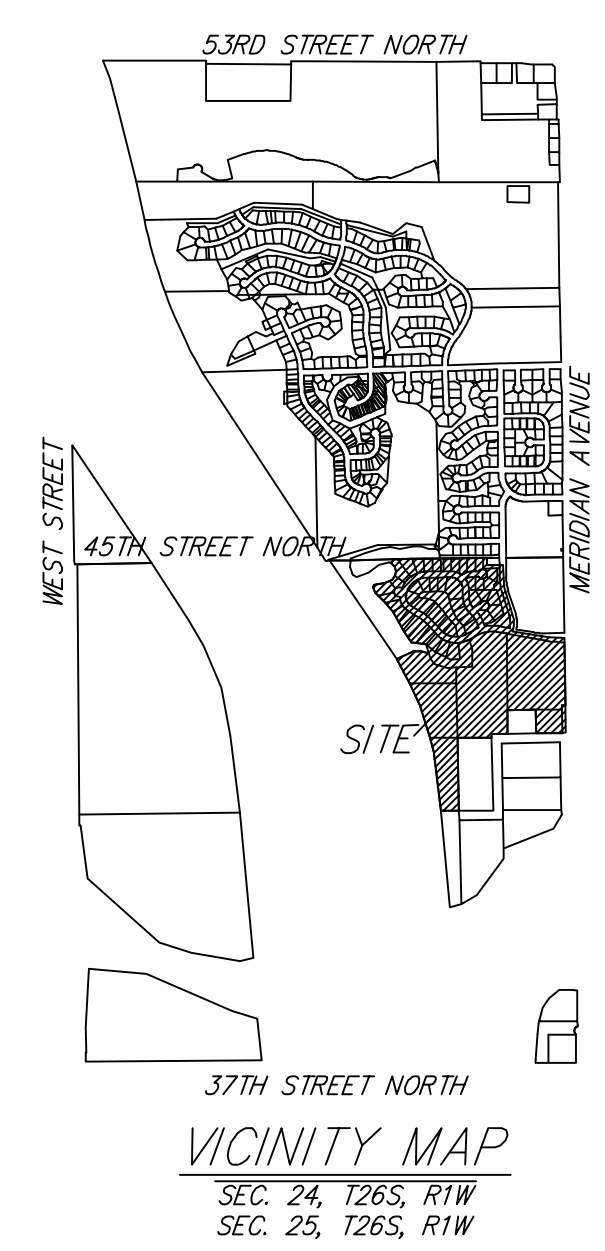 53RD STREET NORTH
MERIDIAN AVENUE
WEST STREET
45TH STREET NORTH
SITE
37TH STREET NORTH
VICINITY MAP
SEC. 24, T26S, R1W
SEC. 25, T26S, R1W